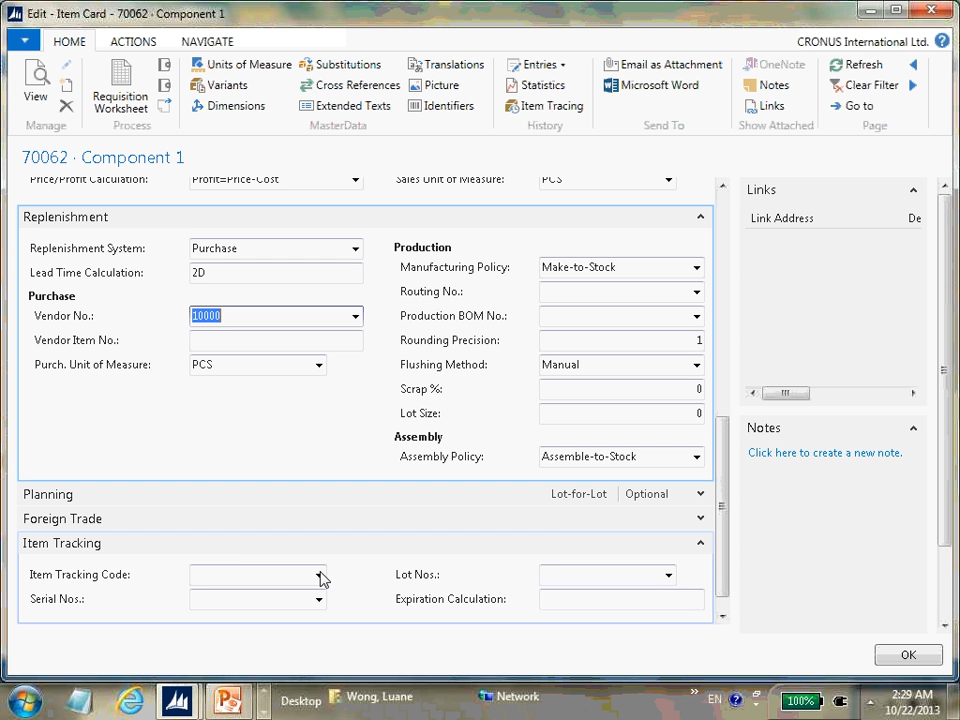 Edit - Item Card - 70062 · Component 1
HOME ACTIONS NAVIGATE CRONUS International Ltd.
View
Manage
Requisition Worksheet
Process
Units of Measure Substitutions Translations
Variants Cross References Picture
Dimensions Extended Texts Identifiers
MasterData
Entries
Statistics
Item Tracing
History
Email as Attachment
Microsoft Word
Send To
OneNote
Notes
Links
Show Attached
Refresh
Clear Filter
Go to
Page
70062 · Component 1
Price/Profit Calculation: Profit=Price-Cost Sales Unit of Measure: PCS
Replenishment
Replenishment System: Purchase
Lead Time Calculation: 2D
Purchase
Vendor No.: 10000
Vendor Item No.:
Purch. Unit of Measure: PCS
Production
Manufacturing Policy: Make-to-Stock
Routing No.:
Production BOM No.:
Rounding Precision: 1
Flushing Method: Manual
Scrap %: 0
Lot Size: 0
Assembly
Assembly Policy: Assemble-to-Stock
Planning Lot-for-Lot Optional
Foreign Trade
Item Tracking
Item Tracking Code: Lot Nos.:
Serial Nos.: Expiration Calculation:
Links
Link Address De
Notes
Click here to create a new note.
OK
Desktop Wong, Luane Network EN 100% 2:29 AM
10/22/2013